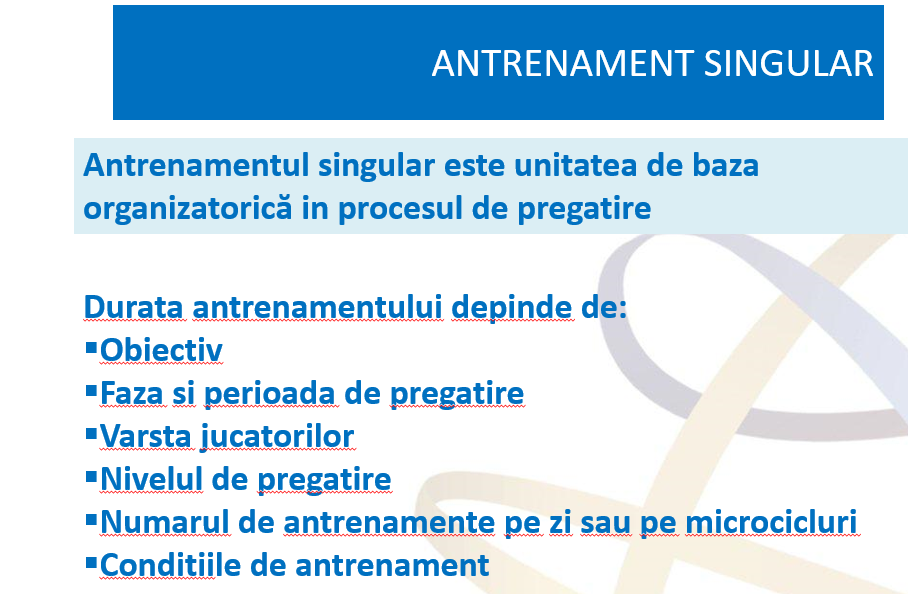 ANTRENAMENT SINGULAR
Antrenamentul singular este unitatea de baza
organizatorică in procesul de pregatire
Durata antrenamentului depinde de:
▪Obiectiv
▪Faza si perioada de pregatire
▪Varsta jucatorilor
▪Nivelul de pregatire
▪Numarul de antrenamente pe zi sau pe microcicluri
▪Conditiile de antrenament